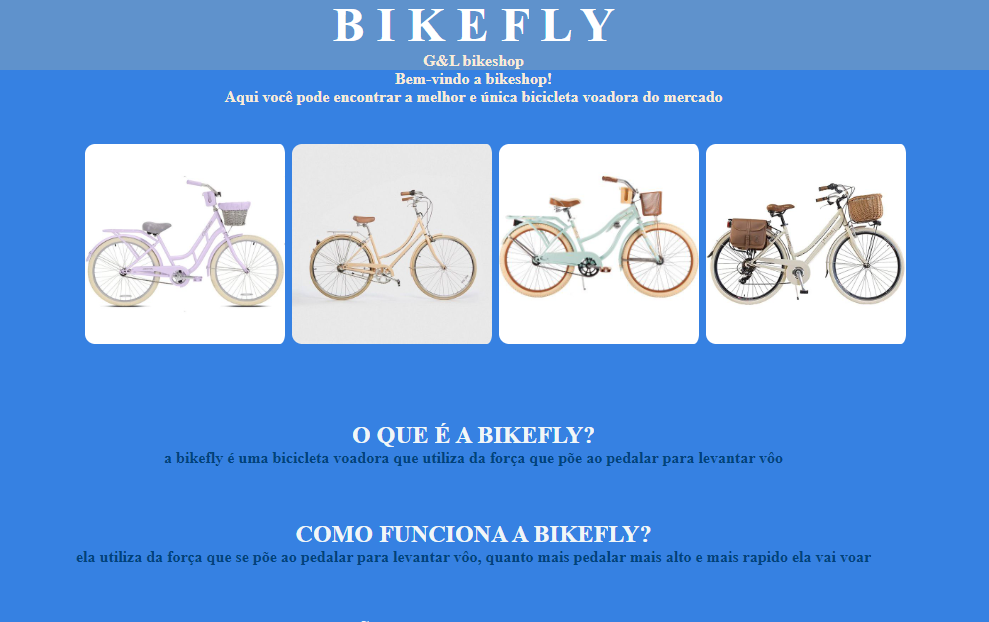 B I K E F L Y
G&L bikeshop
Bem-vindo a bikeshop!
Aqui você pode encontrar a melhor e única bicicleta voadora do mercado
O QUE É A BIKEFLY?
a bikefly é uma bicicleta voadora que utiliza da força que põe ao pedalar para levantar vôo
COMO FUNCIONA A BIKEFLY?
ela utiliza da força que se põe ao pedalar para levantar vôo, quanto mais pedalar mais alto e mais rapido ela vai voar